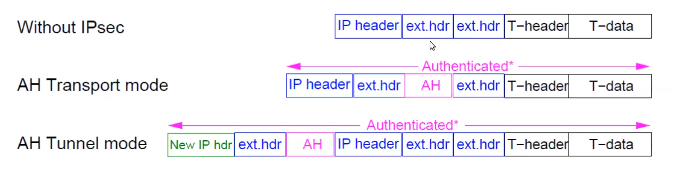 Without IPsec IP header ext.hdr ext.hdr T-header T-data
Authenticated*
AH Transport mode IP header ext.hdr AH ext.hdr T-header T-data
Authenticated*
AH Tunnel mode New IP hdr ext.hdr AH IP header ext.hdr ext.hdr T-header T-data